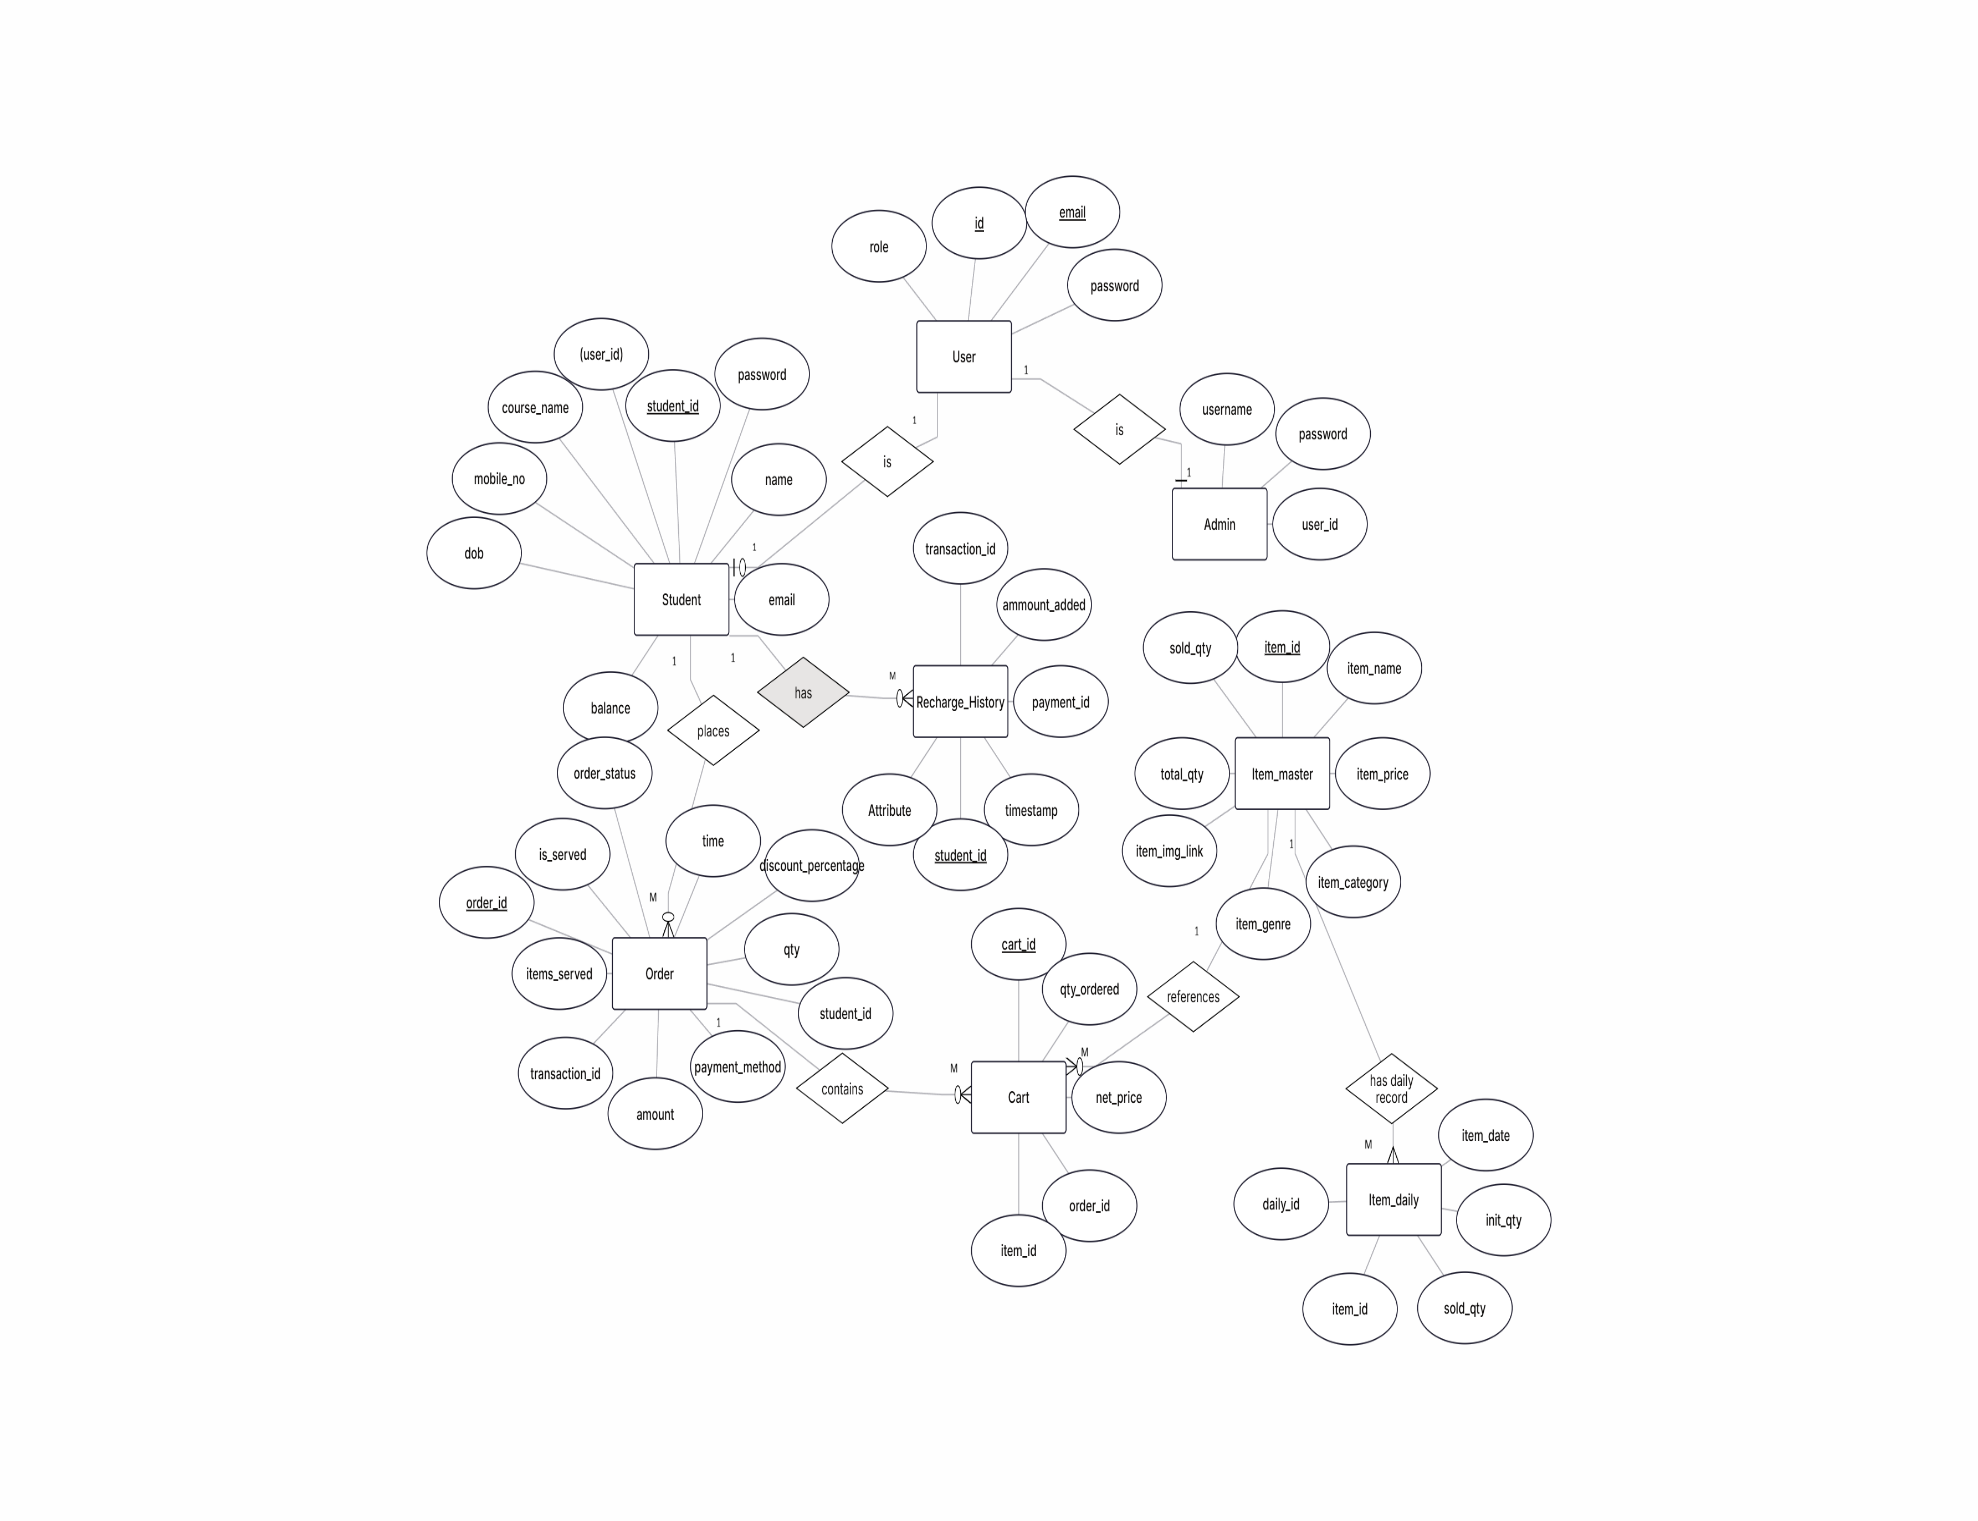 role
id
email
password
User
1
1
is
is
username
password
1
Admin
user_id
(user_id)
password
course_name
student_id
mobile_no
name
dob
1
Student
email
1
1
has
balance
places
transaction_id
ammount_added
M
Recharge_History
payment_id
Attribute
timestamp
student_id
sold_qty
item_id
item_name
total_qty
Item_master
item_price
item_img_link
1
item_category
item_genre
order_status
time
is_served
discount_percentage
M
order_id
qty
items_served
Order
student_id
1
transaction_id
payment_method
amount
contains
cart_id
1
qty_ordered
references
M
M
Cart
net_price
order_id
item_id
has daily
record
M
item_date
daily_id
Item_daily
init_qty
item_id
sold_qty